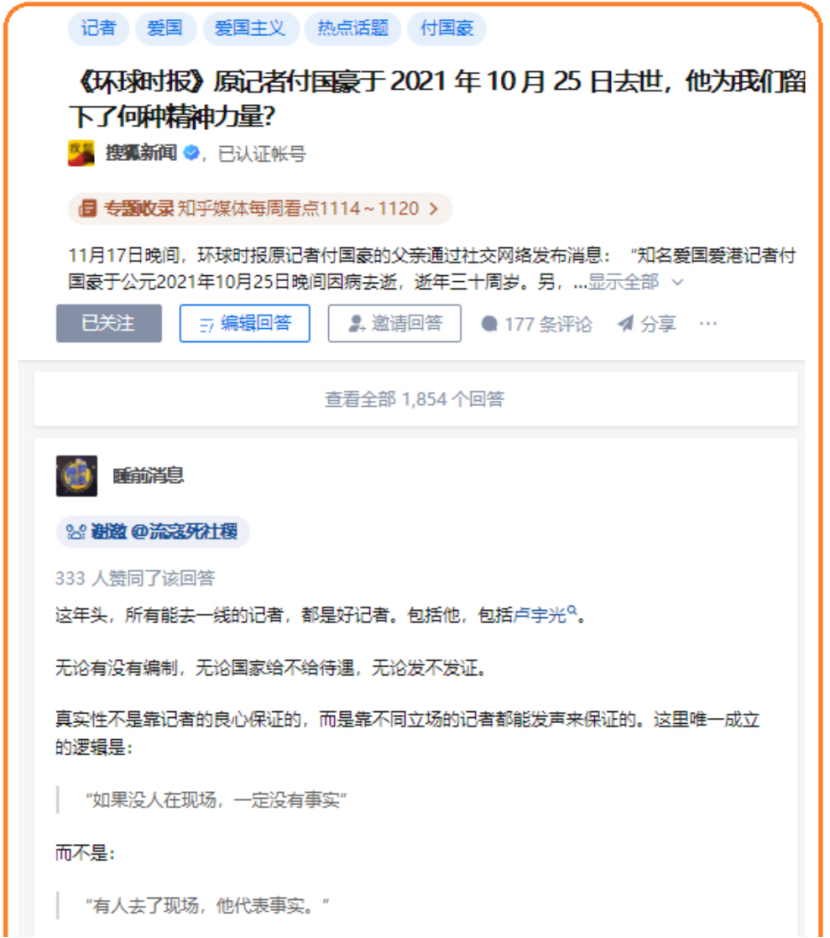 记者 爱国 爱国主义 热点话题 付国豪
《环球时报》原记者付国豪于 2021 年 10 月 25 日去世，他为我们留
下了何种精神力量？
搜狐新闻 ，已认证帐号
专题收录 知乎媒体每周看点1114～1120 >
11月17日晚间，环球时报原记者付国豪的父亲通过社交网络发布消息：“知名爱国爱港记者付
国豪于公元2021年10月25日晚间因病去逝，逝年三十周岁。另，...显示全部
已关注 编辑回答 邀请回答 177 条评论 分享 ...
查看全部 1,854 个回答
睡前消息
谢邀 @流寇死社稷
333 人赞同了该回答
这年头，所有能去一线的记者，都是好记者。包括他，包括卢宇光。
无论有没有编制，无论国家给不给待遇，无论发不发证。
真实性不是靠记者的良心保证的，而是靠不同立场的记者都能发声来保证的。这里唯一成立
的逻辑是：
“如果没人在现场，一定没有事实”
而不是：
“有人去了现场，他代表事实。”